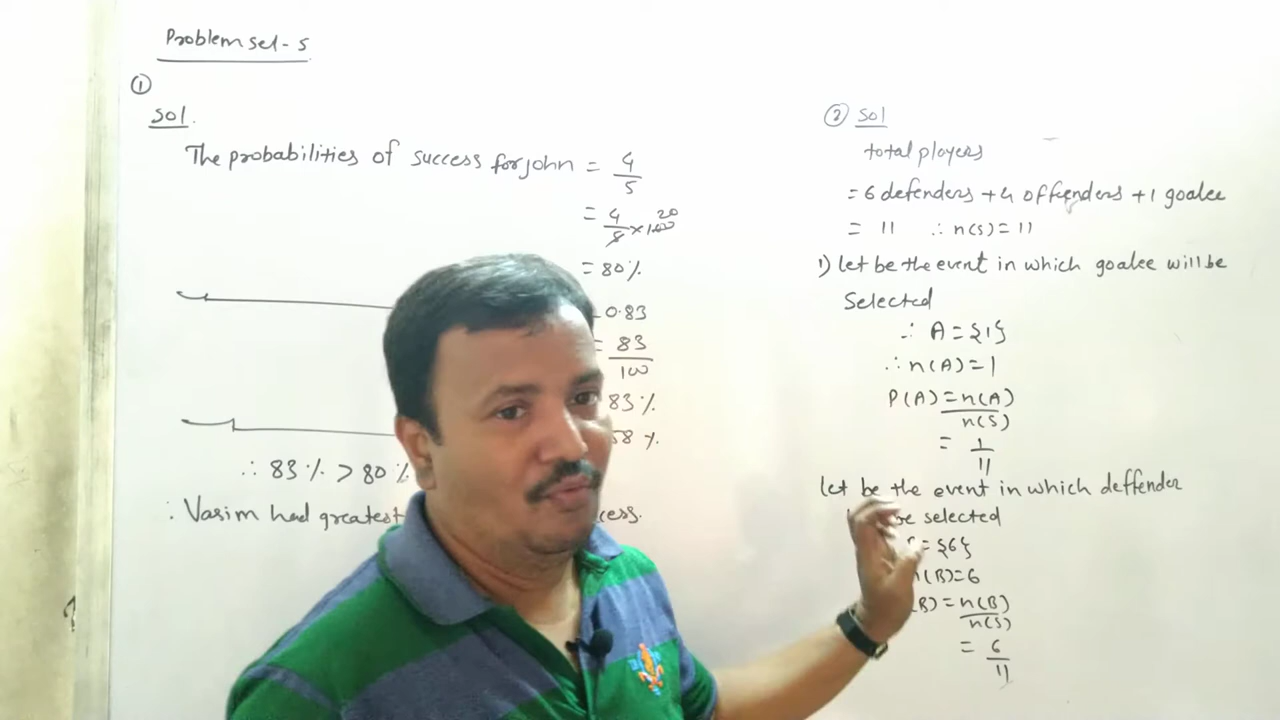 Problem set - 5
①
Sol.
The probabilities of success for john = 4/5
= 4/5 × 100 20
= 80 %
0.83
= 83/100
83 %
58 %
∴ 83 % > 80 %
∴ Vasim had greatest
② Sol
total players
= 6 defenders + 4 offenders + 1 goalee
= 11 ∴ n(S) = 11
1) let be the event in which goalee will be
Selected
∴ A = {1}
∴ n(A) = 1
P(A) = n(A)/n(S)
= 1/11
let be the event in which deffender
be selected
= {6}
(B) = 6
(B) = n(B)/n(S)
= 6/11